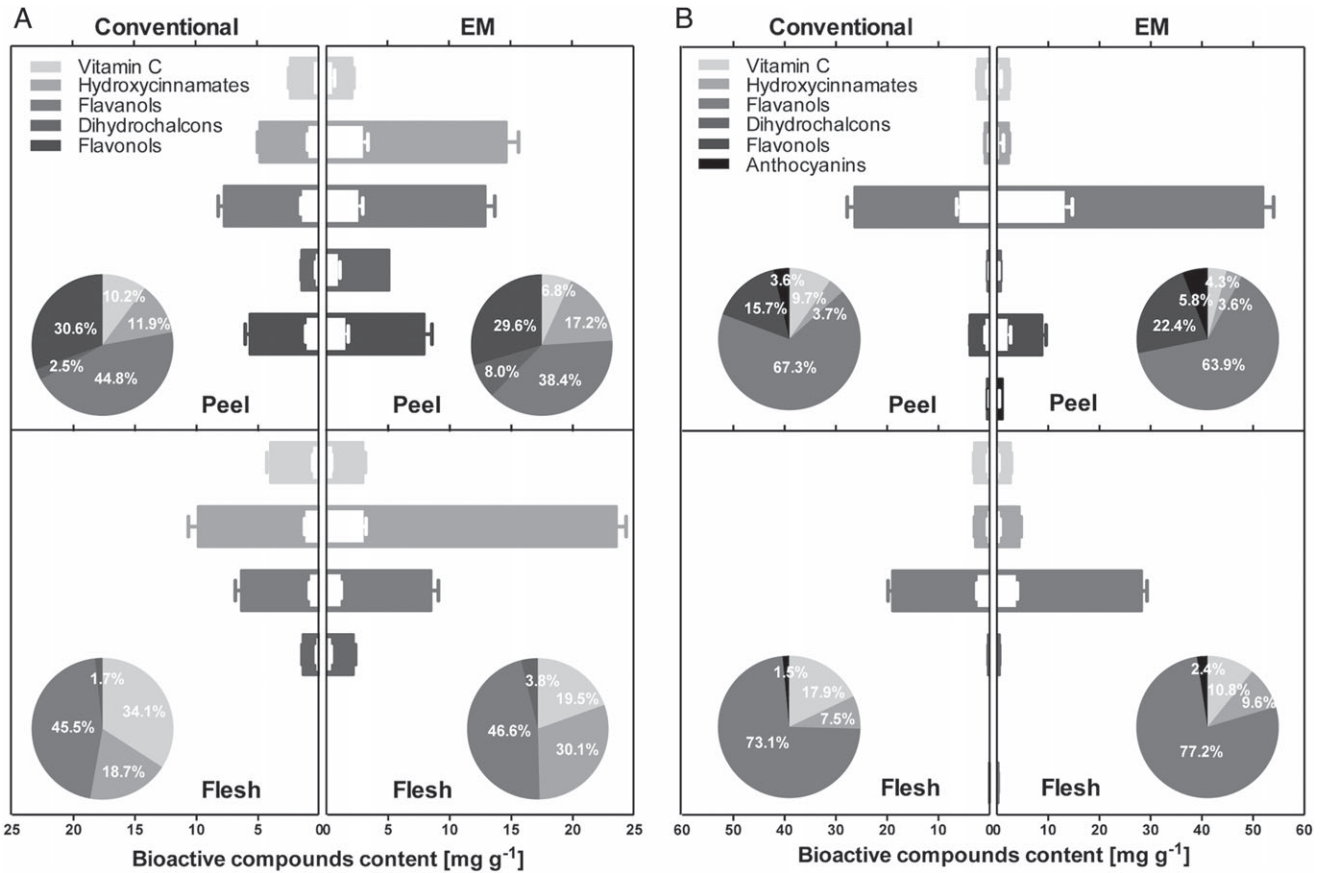 A
Conventional
EM
Vitamin C
Hydroxycinnamates
Flavanols
Dihydrochalcons
Flavonols
10.2%
11.9%
44.8%
2.5%
30.6%
Peel
Peel
6.8%
17.2%
38.4%
8.0%
29.6%
1.7%
34.1%
18.7%
45.5%
Flesh
Flesh
3.8%
19.5%
30.1%
46.6%
25 20 15 10 5 0 0 5 10 15 20 25
Bioactive compounds content [mg g-1]
B
Conventional
EM
Vitamin C
Hydroxycinnamates
Flavanols
Dihydrochalcons
Flavonols
Anthocyanins
3.6%
9.7%
3.7%
67.3%
15.7%
Peel
Peel
4.3%
3.6%
63.9%
22.4%
5.8%
1.5%
17.9%
7.5%
73.1%
Flesh
Flesh
2.4%
10.8%
9.6%
77.2%
60 50 40 30 20 10 0 0 10 20 30 40 50 60
Bioactive compounds content [mg g-1]